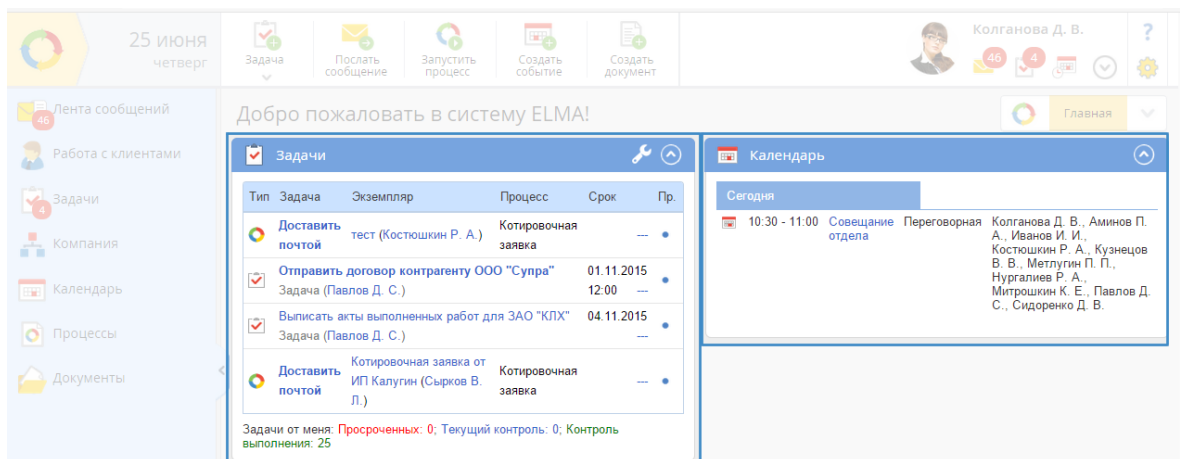 25 июня
четверг
Задача
Послать
сообщение
Запустить
процесс
Создать
событие
Создать
документ
Колганова Д. В.
46
4
?
Лента сообщений
46
Работа с клиентами
Задачи
4
Компания
Календарь
Процессы
Документы
Добро пожаловать в систему ELMA!
Главная
Задачи
Тип Задача Экземпляр Процесс Срок Пр.
Доставить
почтой
тест (Костюшкин Р. А.)
Котировочная
заявка
---
Отправить договор контрагенту ООО "Супра"
Задача (Павлов Д. С.)
01.11.2015
12:00 ---
Выписать акты выполненных работ для ЗАО "КЛХ"
Задача (Павлов Д. С.)
04.11.2015
---
Доставить
почтой
Котировочная заявка от
ИП Калугин (Сырков В.
Л.)
Котировочная
заявка
---
Задачи от меня: Просроченных: 0; Текущий контроль: 0; Контроль
выполнения: 25
Календарь
Сегодня
10:30 - 11:00
Совещание
отдела
Переговорная
Колганова Д. В., Аминов П.
А., Иванов И. И.,
Костюшкин Р. А., Кузнецов
В. В., Метлугин П. П.,
Нургалиев Р. А.,
Митрошкин К. Е., Павлов Д.
С., Сидоренко Д. В.